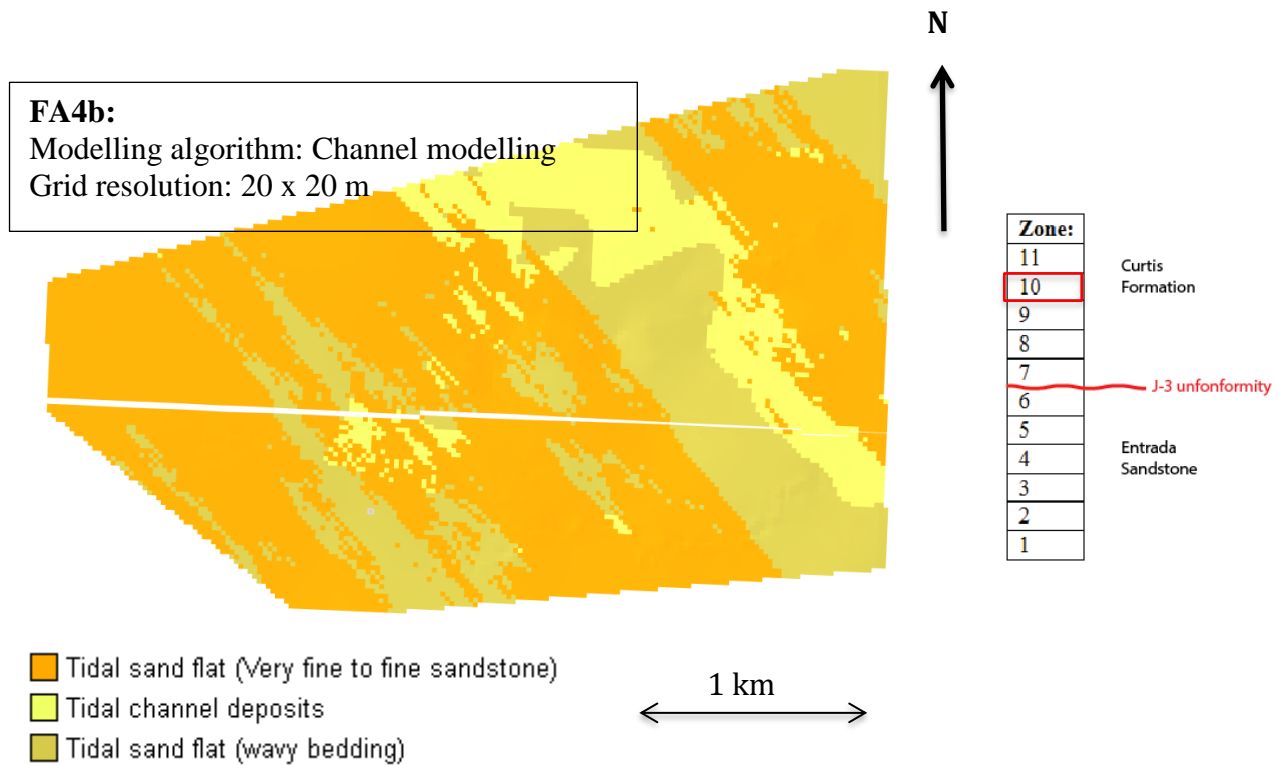 N
FA4b:
Modelling algorithm: Channel modelling
Grid resolution: 20 x 20 m
Zone:
11
10
9
8
7
6
5
4
3
2
1
Curtis
Formation
J-3 unfonformity
Entrada
Sandstone
Tidal sand flat (Very fine to fine sandstone)
Tidal channel deposits
Tidal sand flat (wavy bedding)
1 km